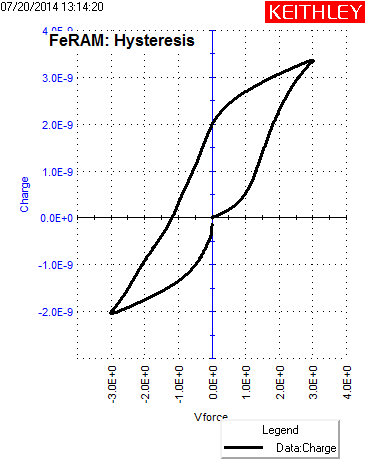 07/20/2014 13:14:20
KEITHLEY
4.0E-9
FeRAM: Hysteresis
3.0E-9
2.0E-9
1.0E-9
Charge
0.0E+0
-1.0E-9
-2.0E-9
-3.0E+0
-2.0E+0
-1.0E+0
0.0E+0
1.0E+0
2.0E+0
3.0E+0
4.0E+0
Vforce
Legend
Data:Charge